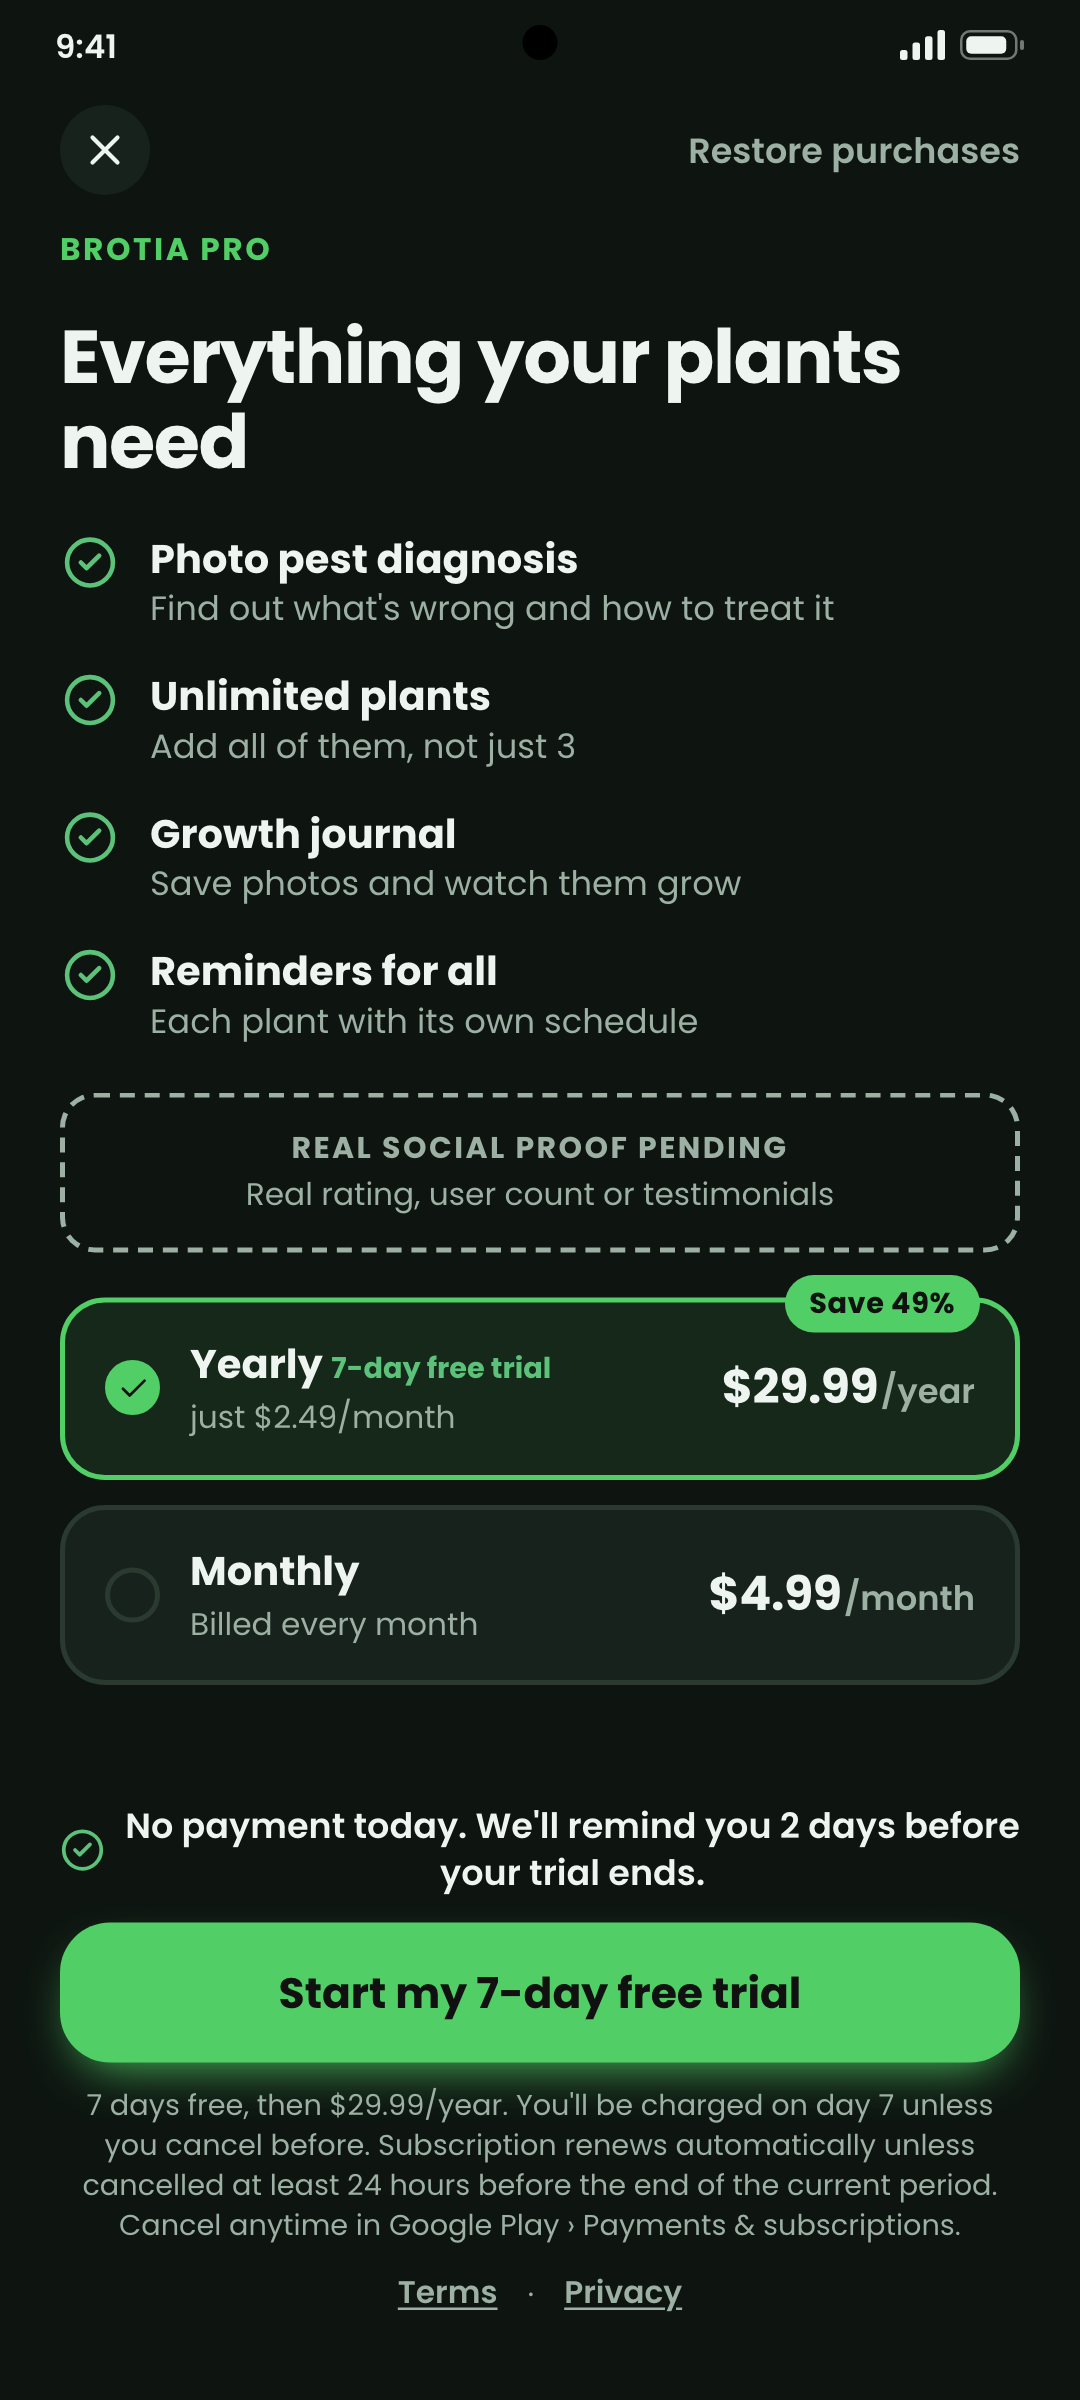 9:41
Restore purchases
BROTIA PRO
Everything your plants
need
Photo pest diagnosis
Find out what's wrong and how to treat it
Unlimited plants
Add all of them, not just 3
Growth journal
Save photos and watch them grow
Reminders for all
Each plant with its own schedule
REAL SOCIAL PROOF PENDING
Real rating, user count or testimonials
Save 49%
Yearly 7-day free trial
just $2.49/month
$29.99/year
Monthly
Billed every month
$4.99/month
No payment today. We'll remind you 2 days before
your trial ends.
Start my 7-day free trial
7 days free, then $29.99/year. You'll be charged on day 7 unless
you cancel before. Subscription renews automatically unless
cancelled at least 24 hours before the end of the current period.
Cancel anytime in Google Play › Payments & subscriptions.
Terms · Privacy